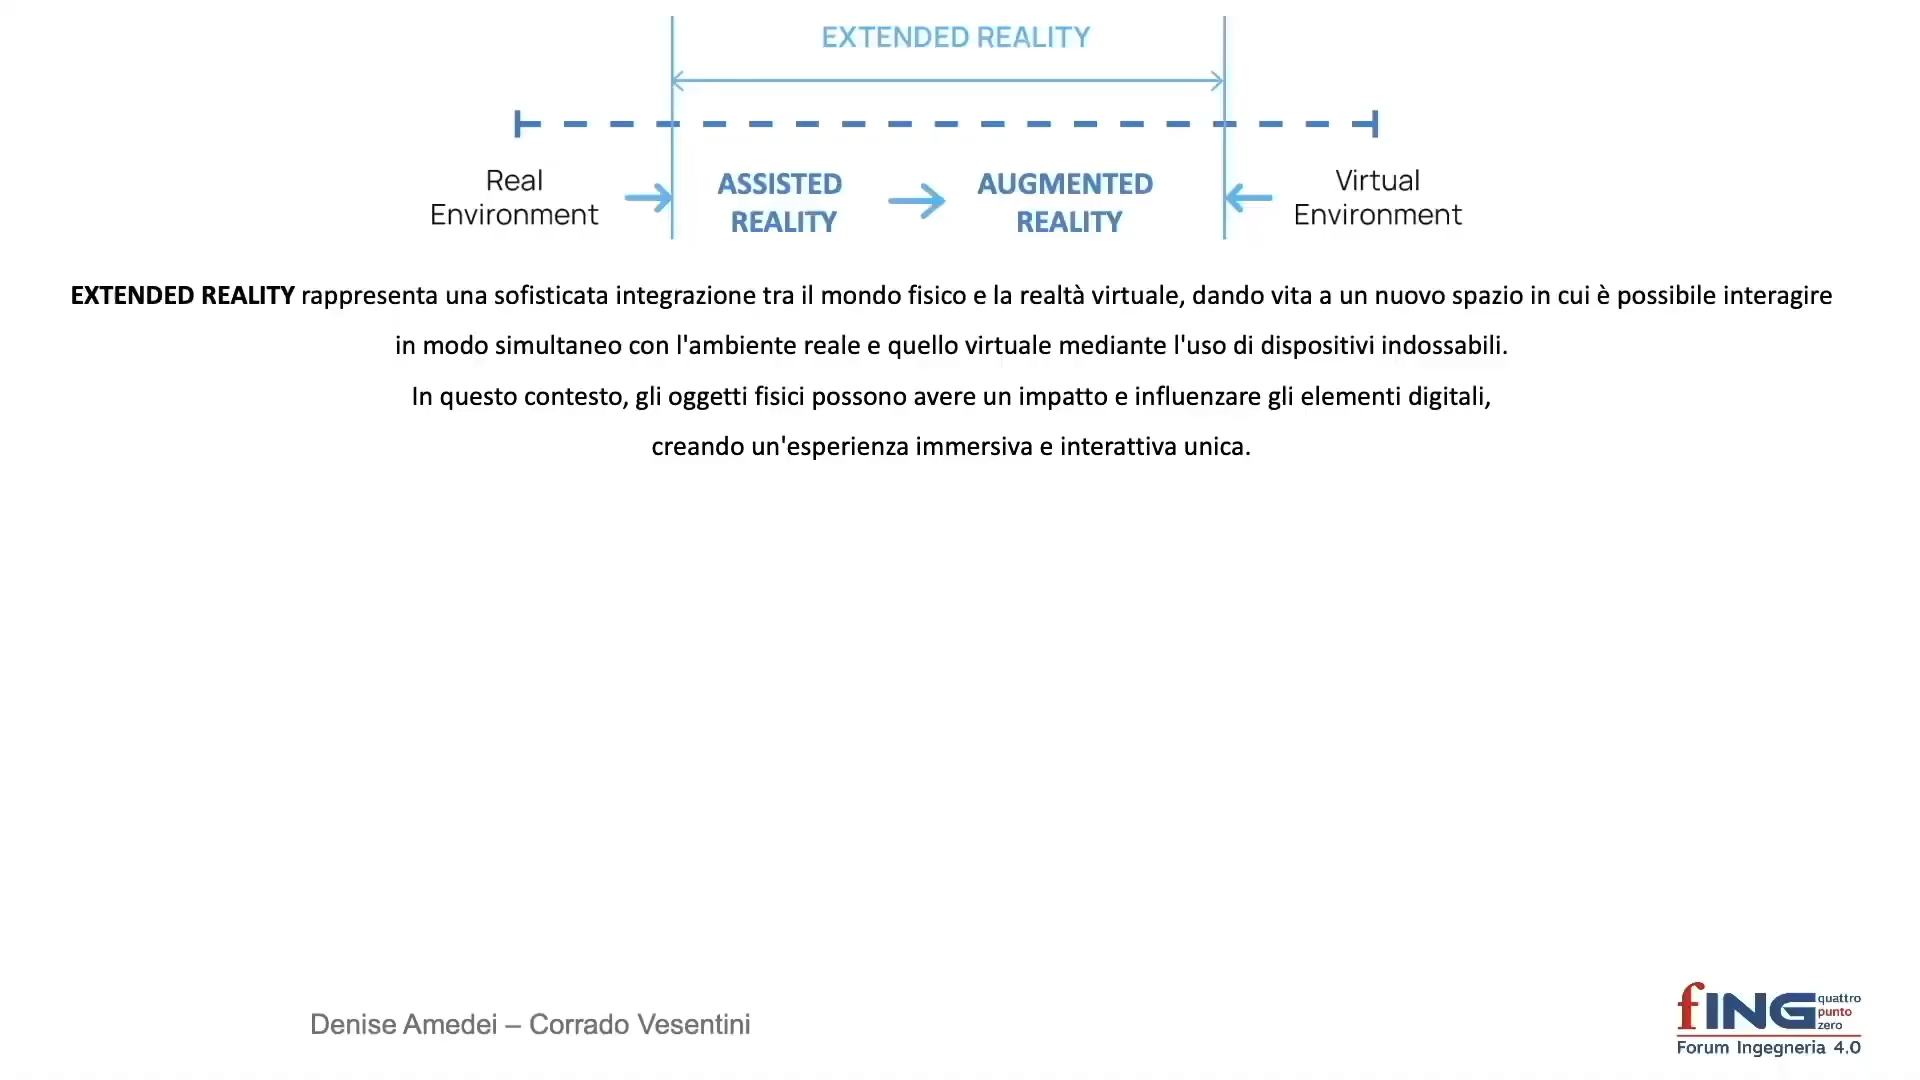 EXTENDED REALITY
Real
Environment
ASSISTED
REALITY
AUGMENTED
REALITY
Virtual
Environment
EXTENDED REALITY rappresenta una sofisticata integrazione tra il mondo fisico e la realtà virtuale, dando vita a un nuovo spazio in cui è possibile interagire
in modo simultaneo con l'ambiente reale e quello virtuale mediante l'uso di dispositivi indossabili.
In questo contesto, gli oggetti fisici possono avere un impatto e influenzare gli elementi digitali,
creando un'esperienza immersiva e interattiva unica.
Denise Amedei – Corrado Vesentini
fING
quattro
punto
zero
Forum Ingegneria 4.0